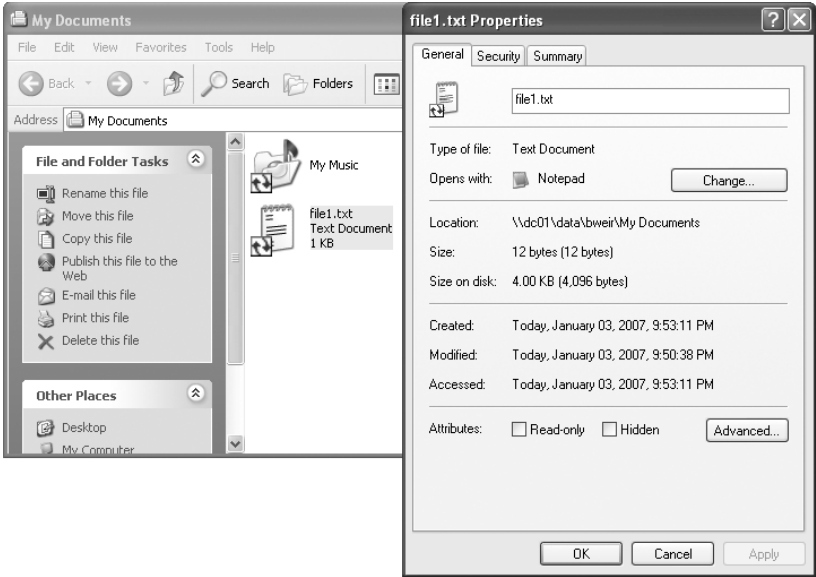 My Documents
File Edit View Favorites Tools Help
Back Search Folders
Address My Documents
File and Folder Tasks
Rename this file
Move this file
Copy this file
Publish this file to the
Web
E-mail this file
Print this file
Delete this file
Other Places
Desktop
My Computer
My Music
file1.txt
Text Document
1 KB
file1.txt Properties
General Security Summary
file1.txt
Type of file: Text Document
Opens with: Notepad Change...
Location: \\dc01\data\bweir\My Documents
Size: 12 bytes (12 bytes)
Size on disk: 4.00 KB (4,096 bytes)
Created: Today, January 03, 2007, 9:53:11 PM
Modified: Today, January 03, 2007, 9:50:38 PM
Accessed: Today, January 03, 2007, 9:53:11 PM
Attributes: Read-only Hidden Advanced...
OK Cancel Apply